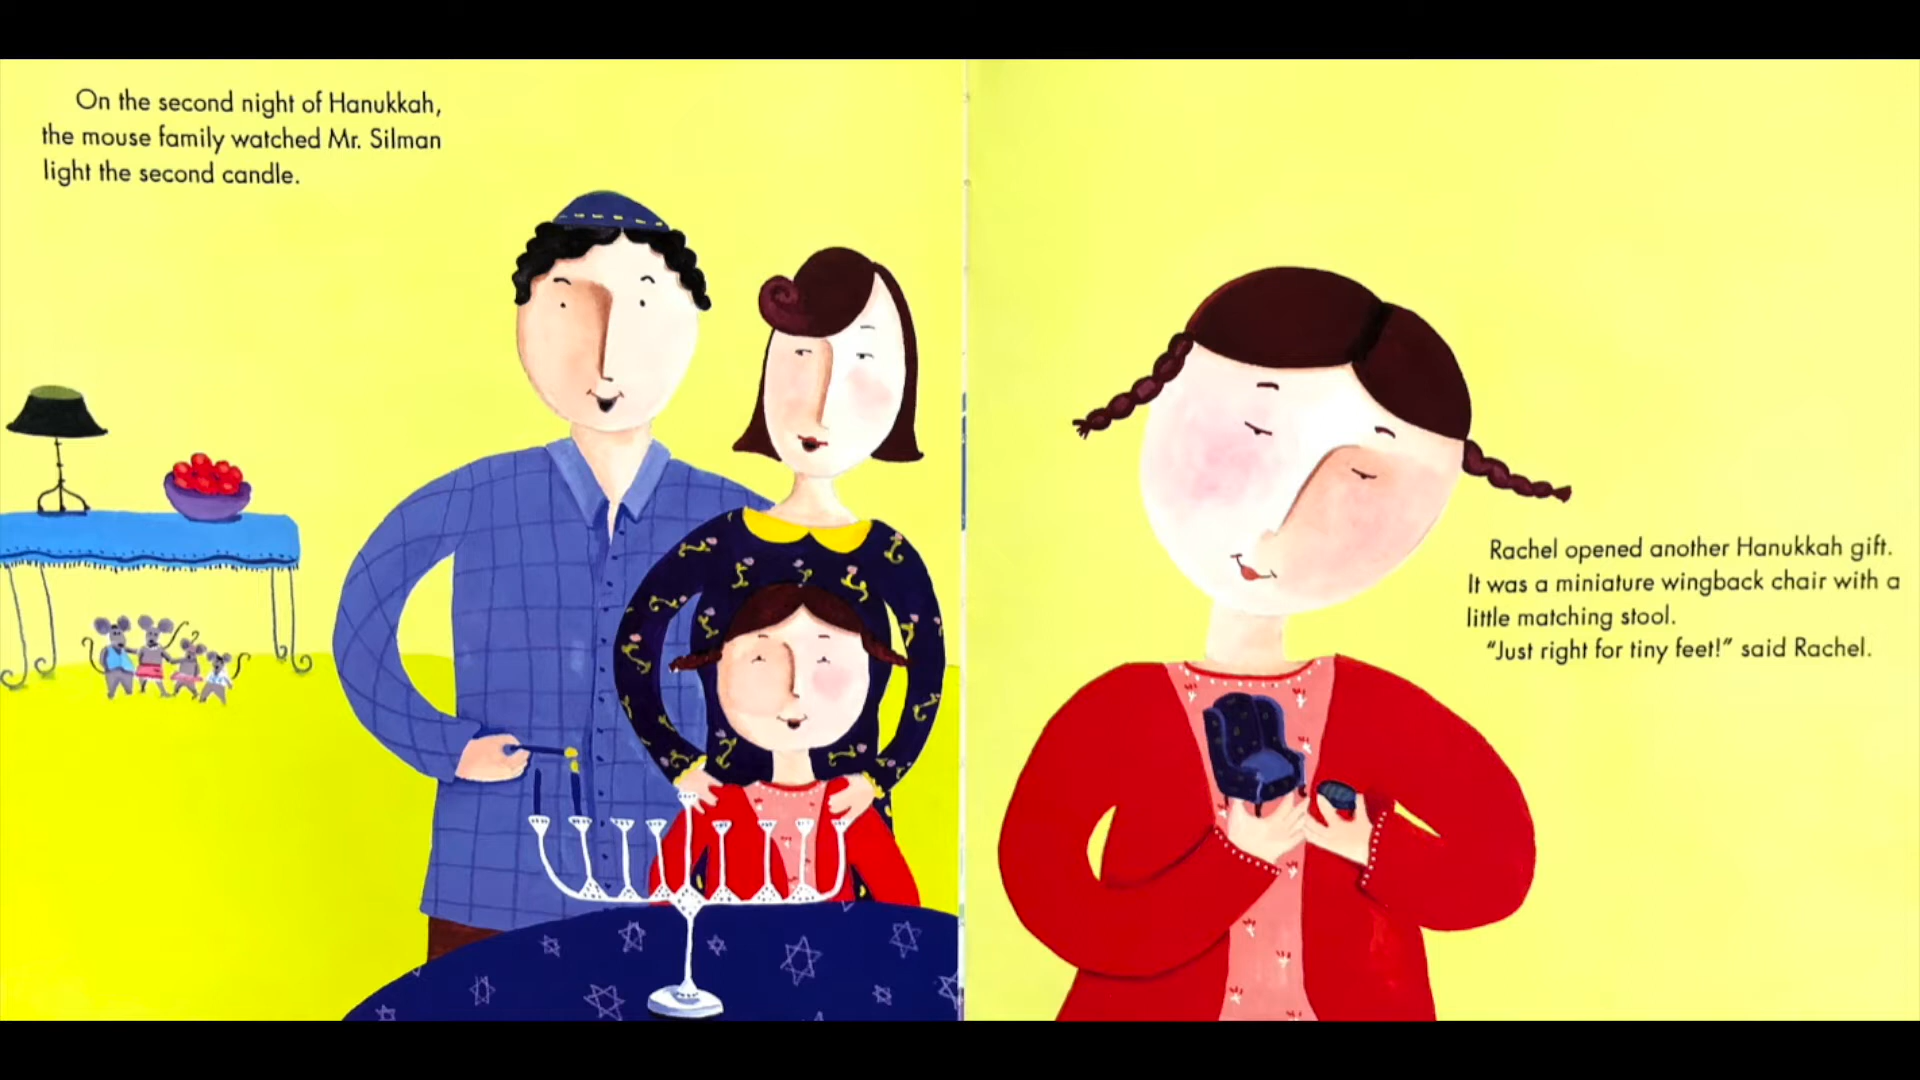 On the second night of Hanukkah,
the mouse family watched Mr. Silman
light the second candle.
Rachel opened another Hanukkah gift.
It was a miniature wingback chair with a
little matching stool.
“Just right for tiny feet!” said Rachel.